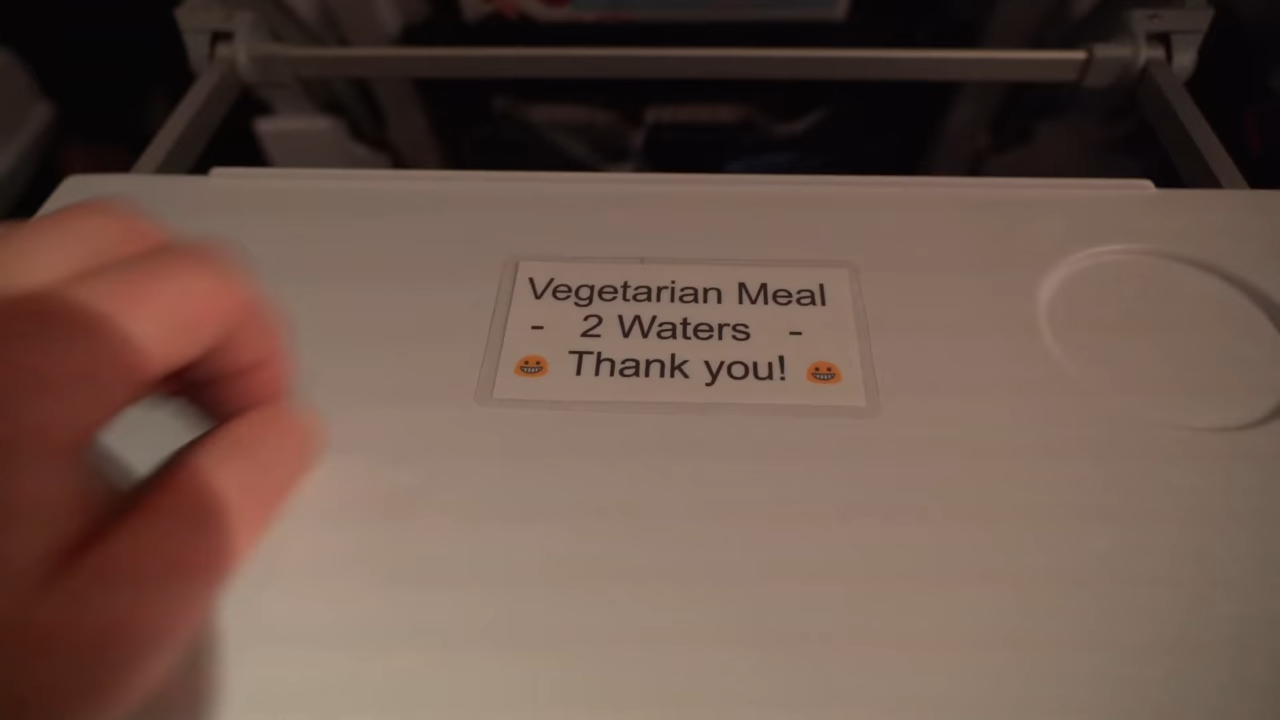 Vegetarian Meal
- 2 Waters -
😀 Thank you! 😀